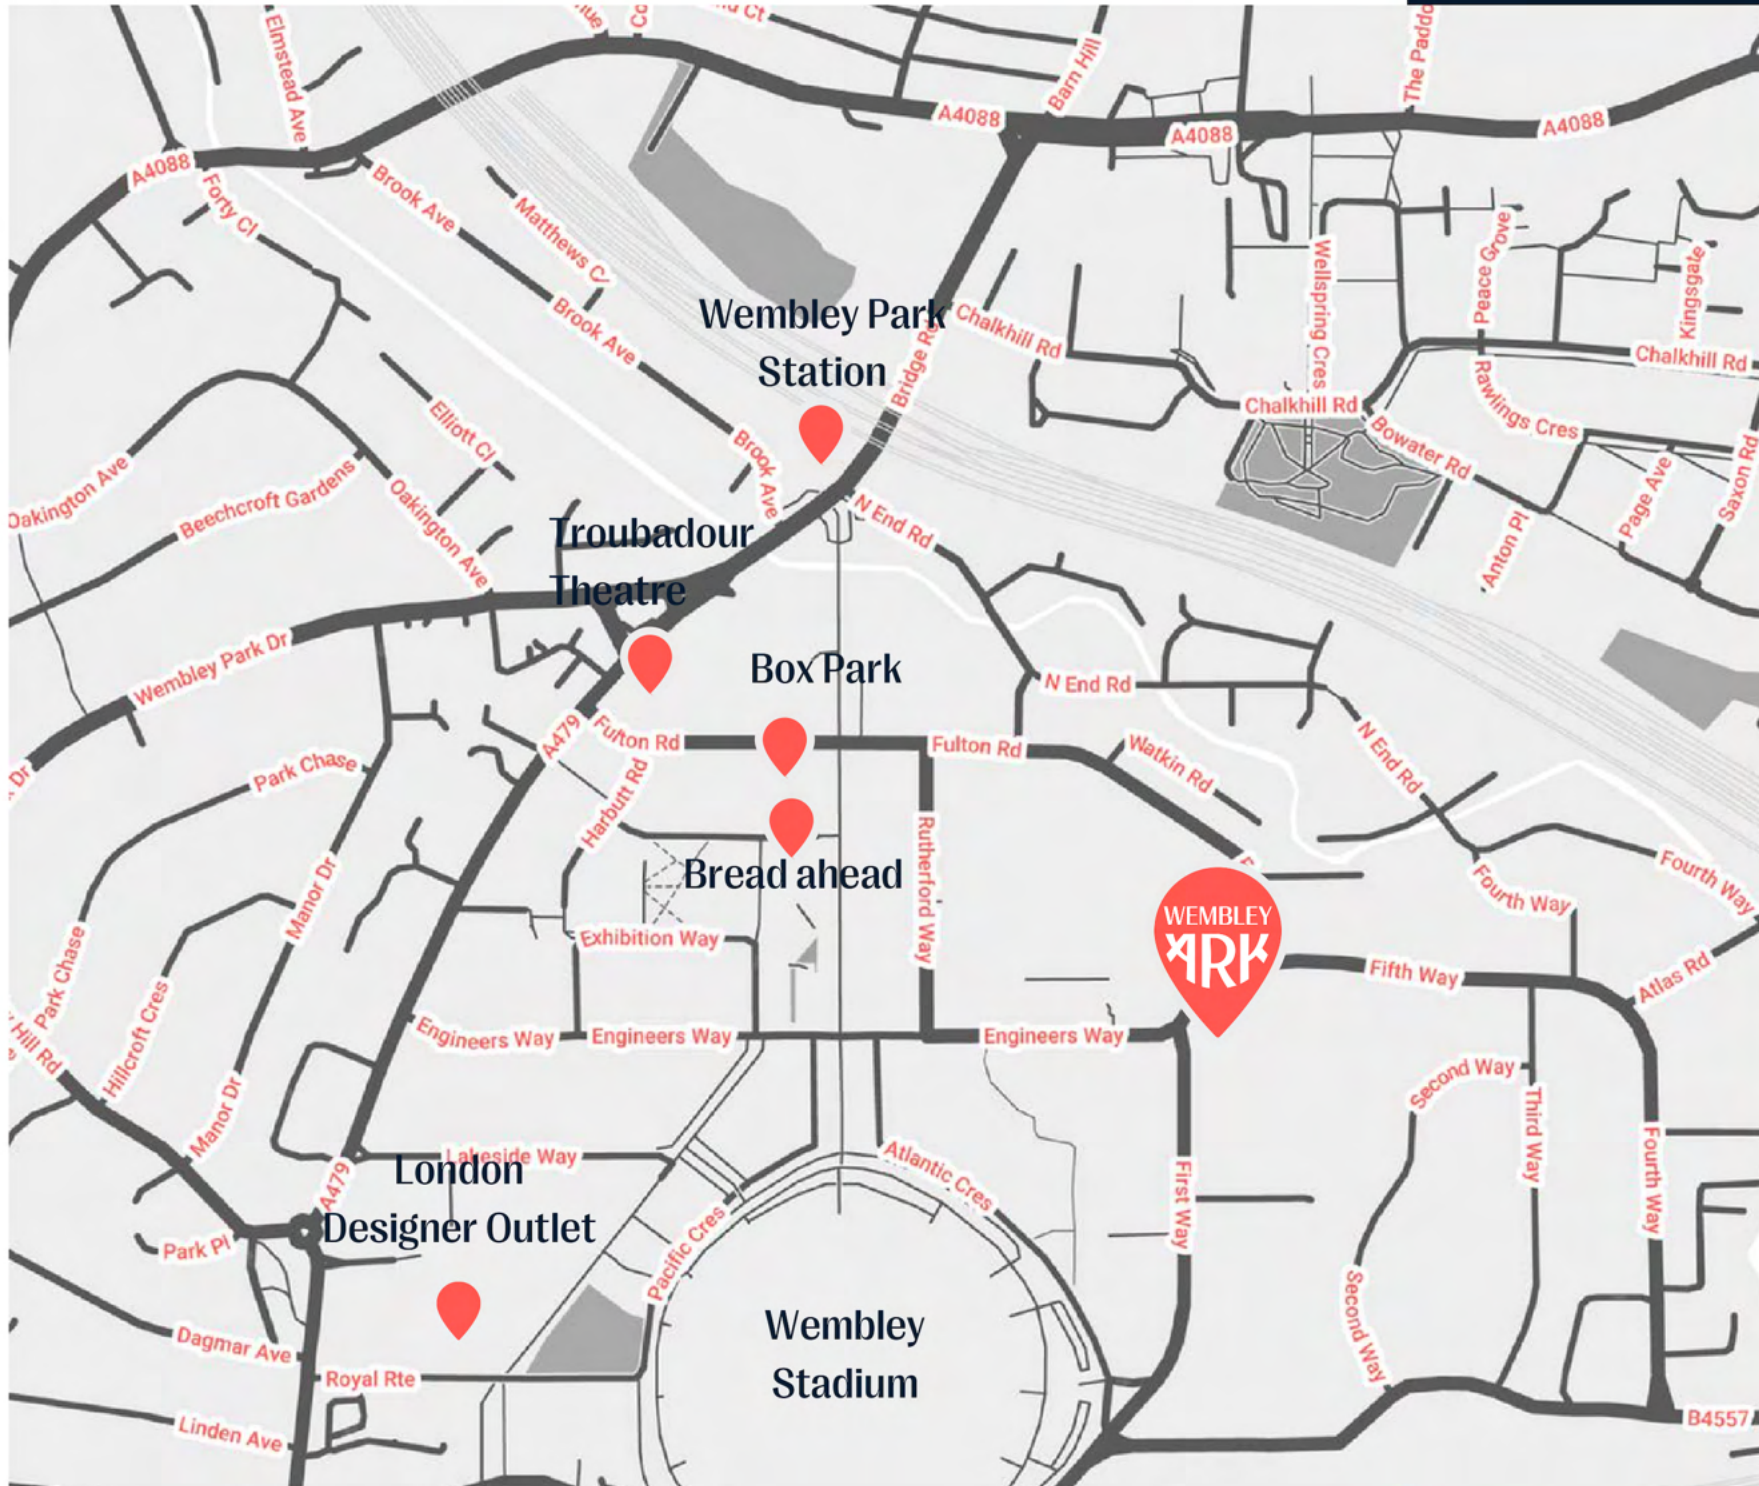 Elmstead Ave
Barn Hill
A4088
A4088
A4088
A4088
Forty Cl
Brook Ave
Matthews
Brook Ave
Wembley Park
Station
Bridge Rd
Chalkhill Rd
Wellspring Cres
Peace Grove
Kingsgate
Chalkhill Rd
Chalkhill Rd
Rawlings Cres
Bowater Rd
Page Ave
Saxon Rd
Anton Pl
Elliott Cl
Brook Ave
Oakington Ave
Beechcroft Gardens
Oakington Ave
N End Rd
Troubadour
Theatre
Wembley Park Dr
Dr
Box Park
N End Rd
N End Rd
A479
Fulton Rd
Fulton Rd
Watkin Rd
Park Chase
Harbutt Rd
Rutherford Way
Bread ahead
Manor Dr
Fourth Way
Fourth Way
WEMBLEY
ARK
Exhibition Way
Fifth Way
Atlas Rd
Park Chase
Hillcroft Cres
Hill Rd
Engineers Way
Engineers Way
Engineers Way
Second Way
Third Way
Manor Dr
Lakeside Way
London
Designer Outlet
A479
Atlantic Cres
First Way
Fourth Way
Park Pl
Pacific Cres
Second Way
Wembley
Stadium
Dagmar Ave
Royal Rte
Linden Ave
B4557